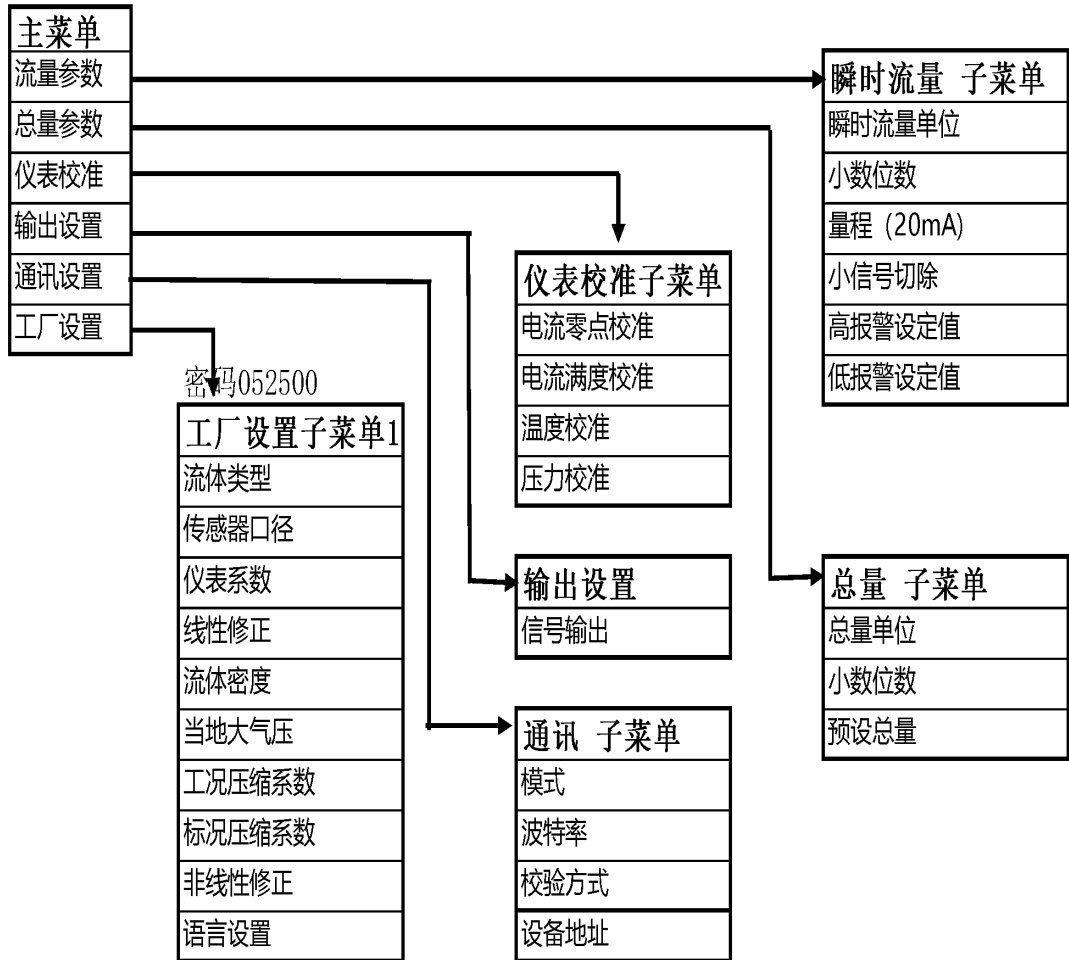 主菜单
流量参数
总量参数
仪表校准
输出设置
通讯设置
工厂设置
瞬时流量 子菜单
瞬时流量单位
小数位数
量程 (20mA)
小信号切除
高报警设定值
低报警设定值
仪表校准子菜单
电流零点校准
电流满度校准
温度校准
压力校准
密码052500
工厂设置子菜单1
流体类型
传感器口径
仪表系数
线性修正
流体密度
当地大气压
工况压缩系数
标况压缩系数
非线性修正
语言设置
输出设置
信号输出
总量 子菜单
总量单位
小数位数
预设总量
通讯 子菜单
模式
波特率
校验方式
设备地址